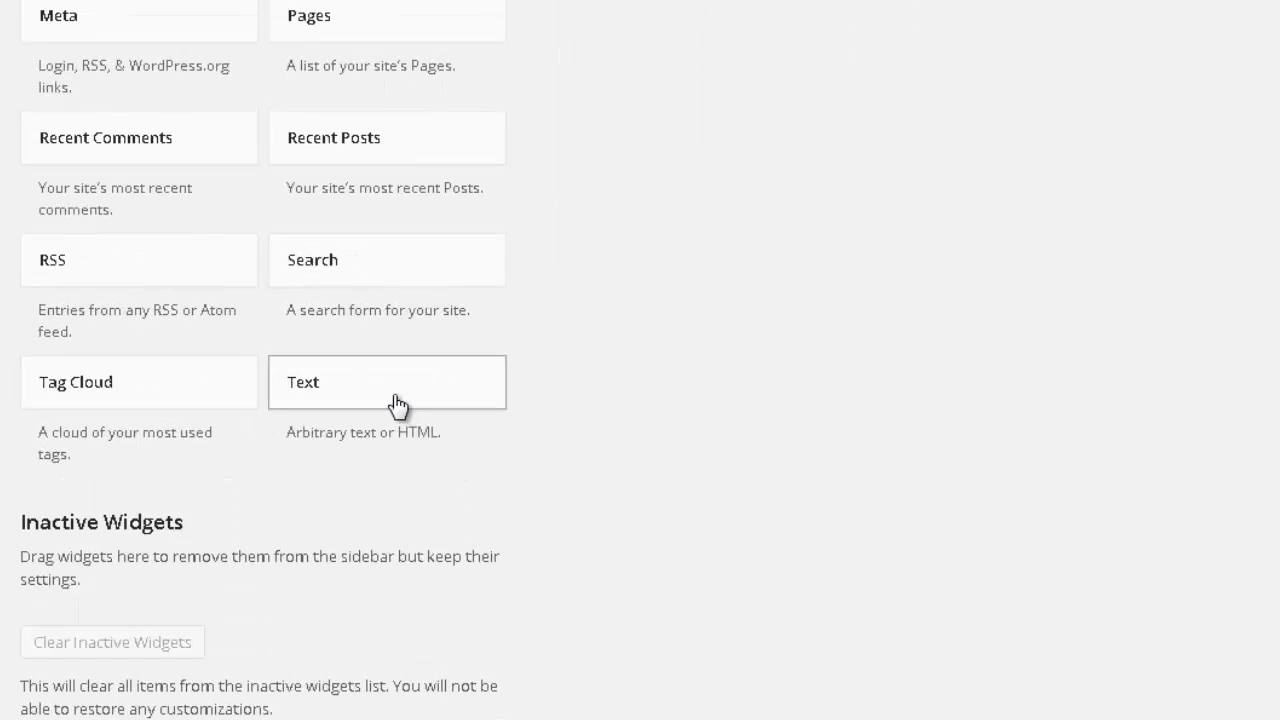 Meta
Pages
Login, RSS, & WordPress.org
links.
A list of your site's Pages.
Recent Comments
Recent Posts
Your site's most recent
comments.
Your site's most recent Posts.
RSS
Search
Entries from any RSS or Atom
feed.
A search form for your site.
Tag Cloud
Text
A cloud of your most used
tags.
Arbitrary text or HTML.
Inactive Widgets
Drag widgets here to remove them from the sidebar but keep their
settings.
Clear Inactive Widgets
This will clear all items from the inactive widgets list. You will not be
able to restore any customizations.